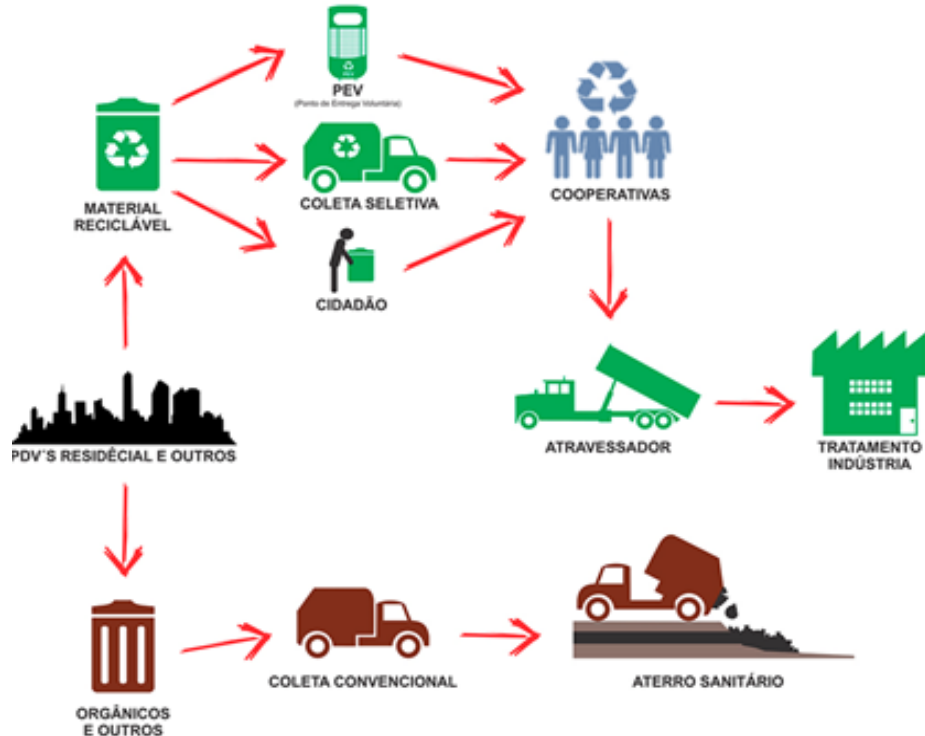 PEV
(Ponto de Entrega Voluntária)
MATERIAL
RECICLÁVEL
COLETA SELETIVA
COOPERATIVAS
CIDADÃO
PDV´S RESIDÊCIAL E OUTROS
ATRAVESSADOR
TRATAMENTO
INDÚSTRIA
ORGÂNICOS
E OUTROS
COLETA CONVENCIONAL
ATERRO SANITÁRIO